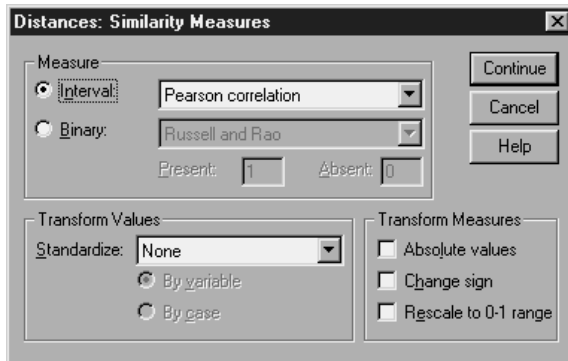 Distances: Similarity Measures
Measure
Interval: Pearson correlation
Binary: Russell and Rao
Present: 1 Absent: 0
Continue
Cancel
Help
Transform Values
Standardize: None
By variable
By case
Transform Measures
Absolute values
Change sign
Rescale to 0-1 range